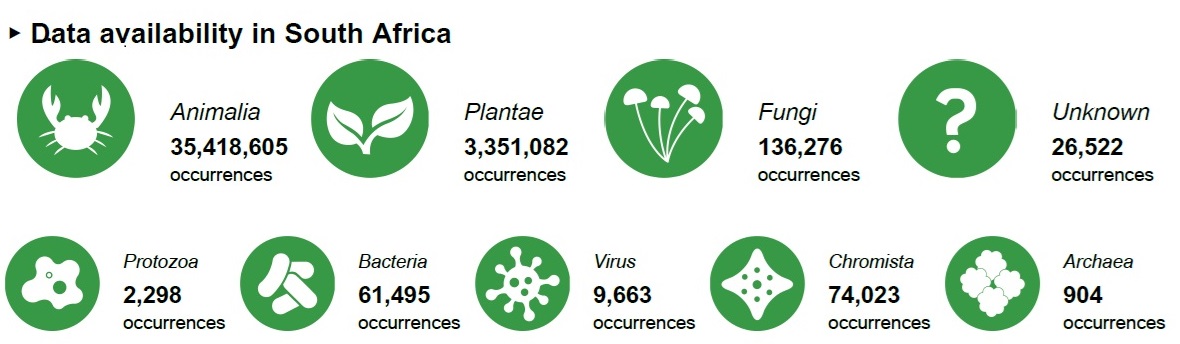 ▸ Data availability in South Africa
Animalia
35,418,605
occurrences
Plantae
3,351,082
occurrences
Fungi
136,276
occurrences
?
Unknown
26,522
occurrences
Protozoa
2,298
occurrences
Bacteria
61,495
occurrences
Virus
9,663
occurrences
Chromista
74,023
occurrences
Archaea
904
occurrences